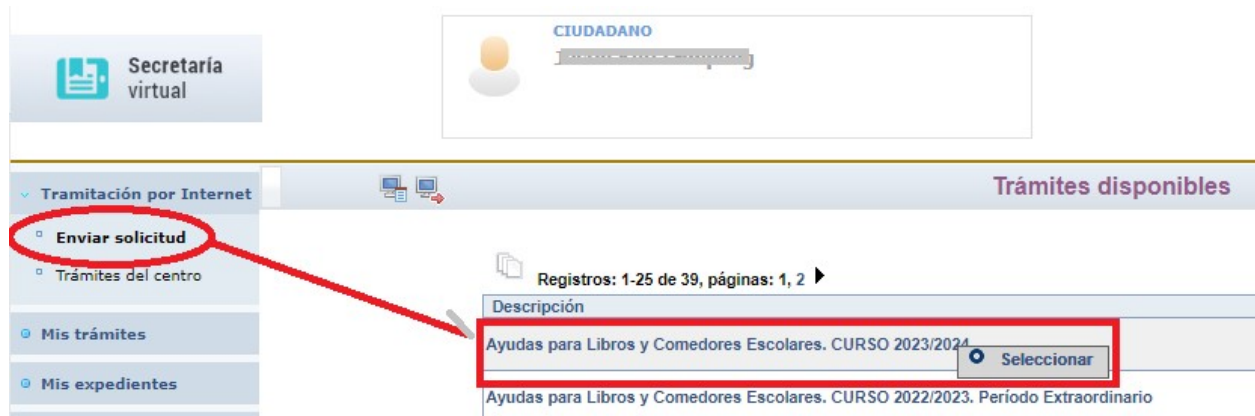 CIUDADANO
Secretaría
virtual
Tramitación por Internet
Trámites disponibles
Enviar solicitud
Trámites del centro
Registros: 1-25 de 39, páginas: 1, 2
Descripción
Mis trámites
Ayudas para Libros y Comedores Escolares. CURSO 2023/2024
Seleccionar
Mis expedientes
Ayudas para Libros y Comedores Escolares. CURSO 2022/2023. Período Extraordinario